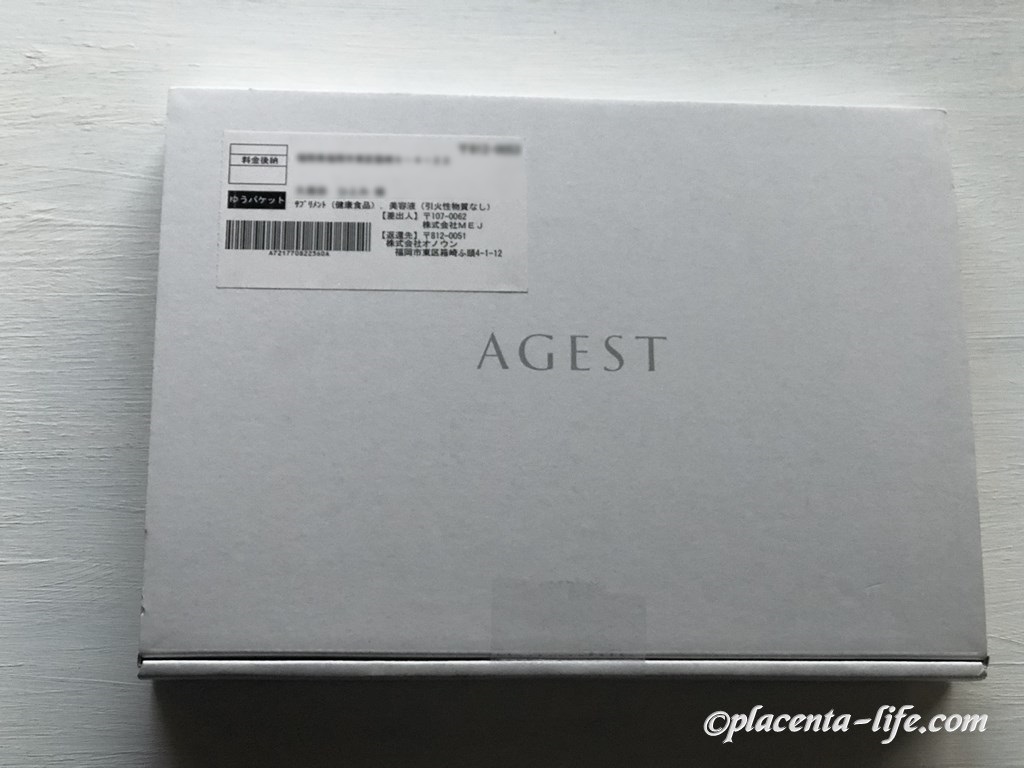 料金後納
ゆうパケット
ｻﾌﾟﾘﾒﾝﾄ（健康食品）、美容液（引火性物質なし）
【差出人】〒107-0062
株式会社ＭＥＪ
【返還先】〒812-0051
株式会社オノウン
福岡市東区箱崎ふ頭4-1-12
A721770822560A
AGEST
©placenta-life.com